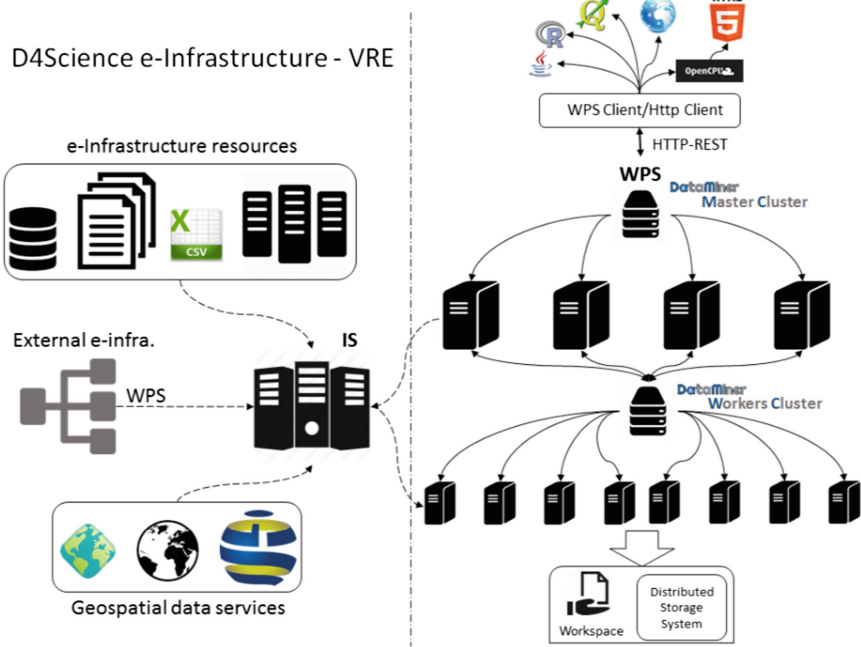 D4Science e-Infrastructure - VRE
e-Infrastructure resources
X
CSV
External e-infra.
WPS
IS
Geospatial data services
R
Q
5
OpenCPU
WPS Client/Http Client
HTTP-REST
WPS
DataMiner
Master Cluster
DataMiner
Workers Cluster
Workspace
Distributed
Storage
System